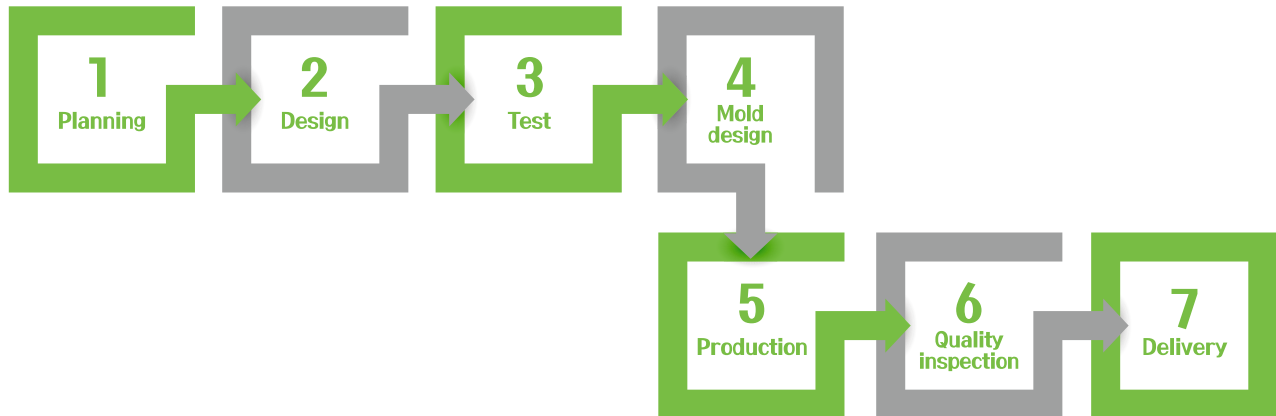 1
Planning
2
Design
3
Test
4
Mold
design
5
Production
6
Quality
inspection
7
Delivery